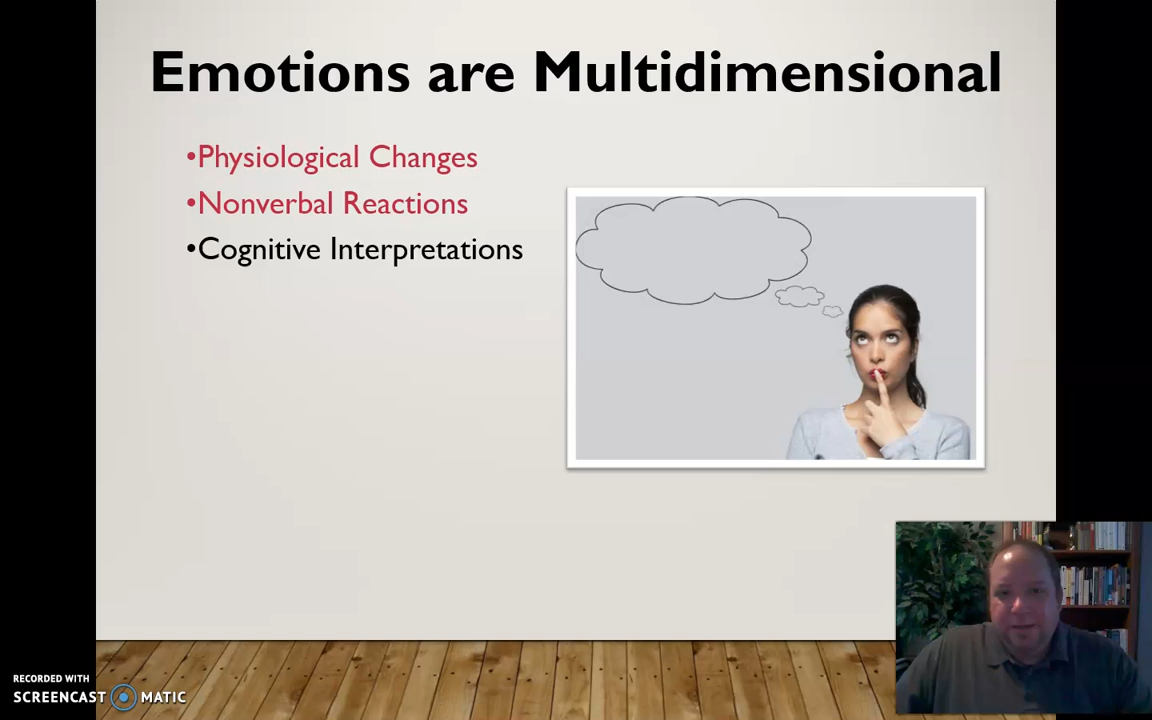 Emotions are Multidimensional
•Physiological Changes
•Nonverbal Reactions
•Cognitive Interpretations
RECORDED WITH
SCREENCAST MATIC